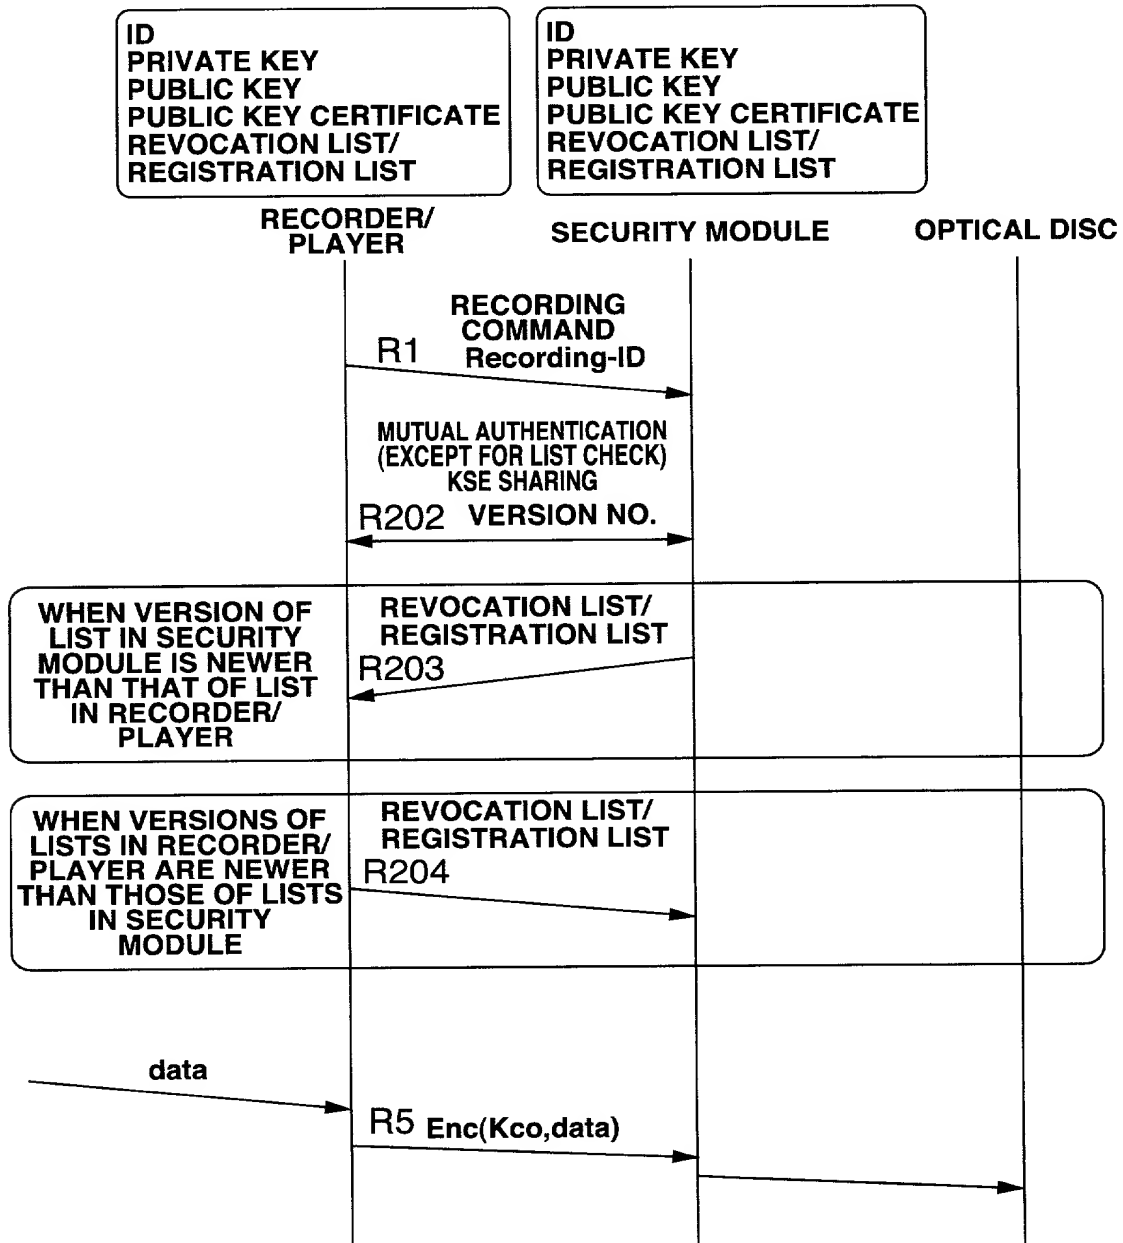 ID
PRIVATE KEY
PUBLIC KEY
PUBLIC KEY CERTIFICATE
REVOCATION LIST/
REGISTRATION LIST
ID
PRIVATE KEY
PUBLIC KEY
PUBLIC KEY CERTIFICATE
REVOCATION LIST/
REGISTRATION LIST
RECORDER/
PLAYER
SECURITY MODULE
OPTICAL DISC
RECORDING
COMMAND
R1 Recording-ID
MUTUAL AUTHENTICATION
(EXCEPT FOR LIST CHECK)
KSE SHARING
R202 VERSION NO.
WHEN VERSION OF
LIST IN SECURITY
MODULE IS NEWER
THAN THAT OF LIST
IN RECORDER/
PLAYER
REVOCATION LIST/
REGISTRATION LIST
R203
WHEN VERSIONS OF
LISTS IN RECORDER/
PLAYER ARE NEWER
THAN THOSE OF LISTS
IN SECURITY
MODULE
REVOCATION LIST/
REGISTRATION LIST
R204
data
R5 Enc(Kco,data)